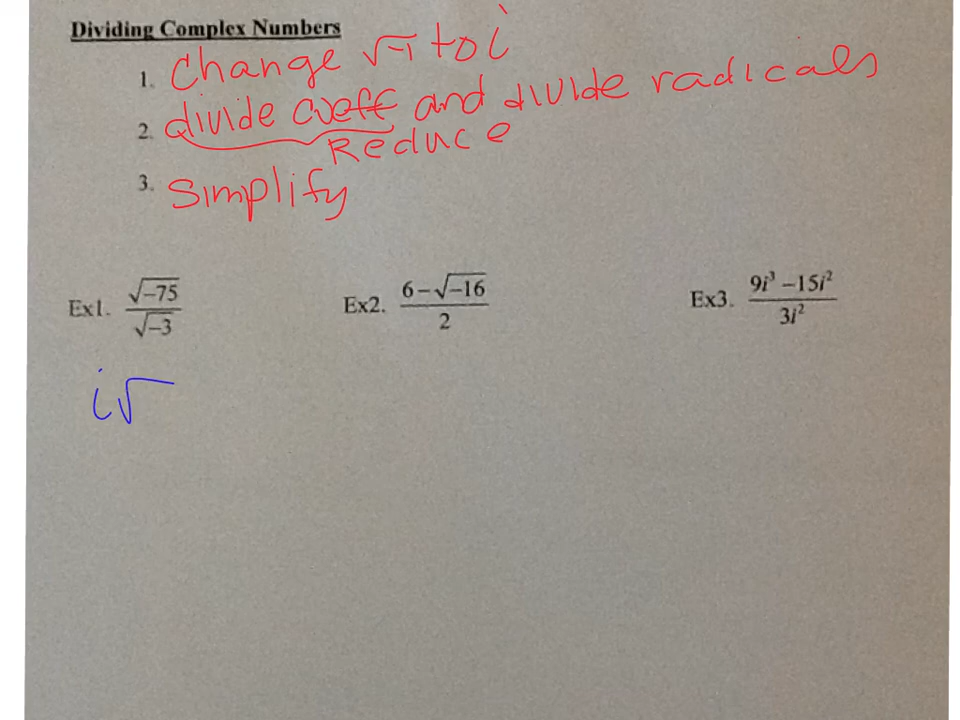 Dividing Complex Numbers
1. Change √-1 to i
2. divide coeff and divide radicals
Reduce
3. Simplify
Ex1. √-75 / √-3
Ex2. 6-√-16 / 2
Ex3. 9i³ -15i² / 3i²
i√